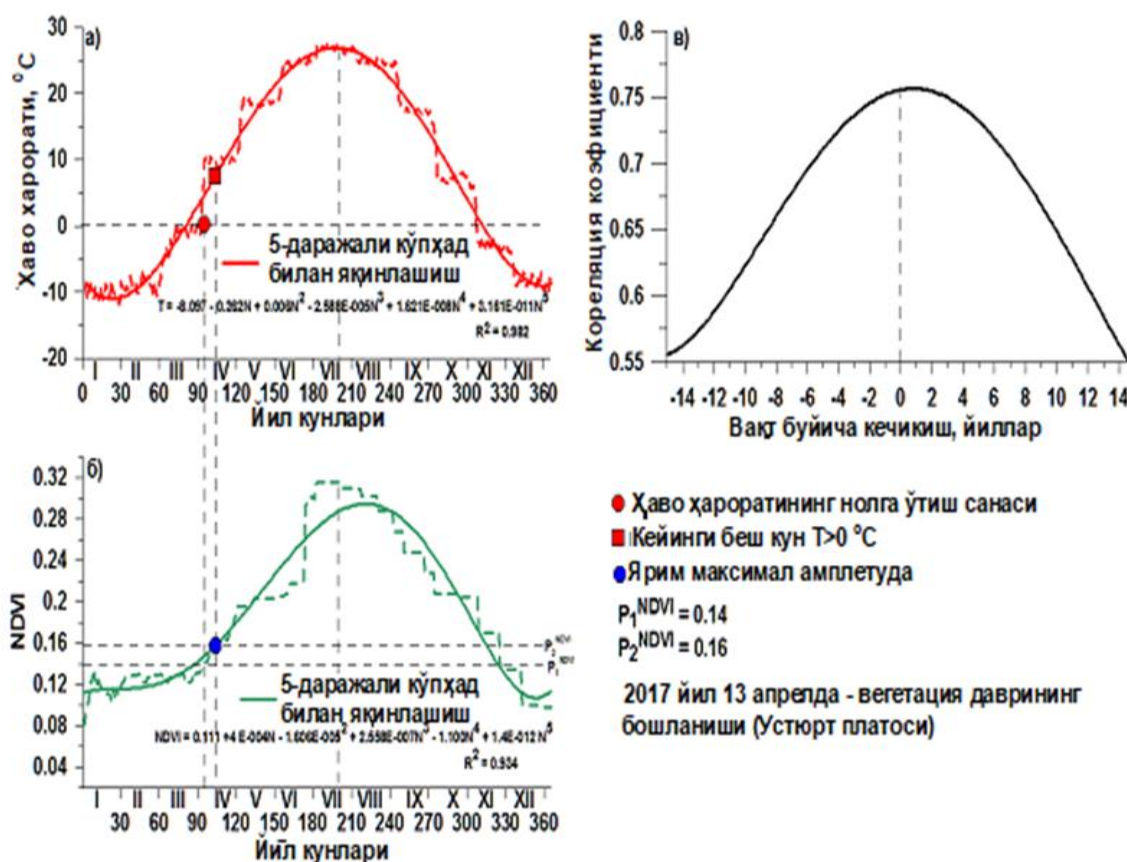 а)
Ҳаво харорати, °C
30
20
10
0
-10
-20
5-даражали кўпҳад
билан яқинлашиш
R² = 0.982
I II III IV V VI VII VIII IX X XI XII
0 30 60 90 120 150 180 210 240 270 300 330 360
Йил кунлари
в)
Кореляция коэфициенти
0.8
0.75
0.7
0.65
0.6
0.55
-14 -12 -10 -8 -6 -4 -2 0 2 4 6 8 10 12 14
Вақт буйича кечикиш, йиллар
б)
NDVI
0.32
0.28
0.24
0.2
0.16
0.12
0.08
0.04
P₂ᴺᴰⱽᴵ
P₁ᴺᴰⱽᴵ
5-даражали кўпҳад
билан яқинлашиш
R² = 0.934
I II III IV V VI VII VIII IX X XI XII
30 60 90 120 150 180 210 240 270 300 330 360
Йил кунлари
Ҳаво ҳароратининг нолга ўтиш санаси
Кейинги беш кун T>0 °C
Ярим максимал амплетуда
P₁ᴺᴰⱽᴵ = 0.14
P₂ᴺᴰⱽᴵ = 0.16
2017 йил 13 апрелда - вегетация даврининг
бошланиши (Устюрт платоси)